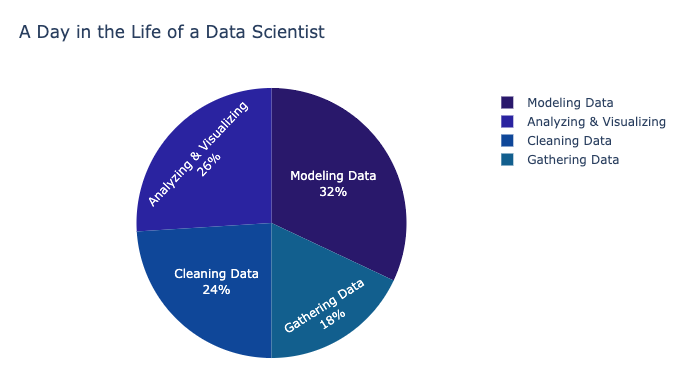 A Day in the Life of a Data Scientist
Modeling Data
Analyzing & Visualizing
Cleaning Data
Gathering Data
Analyzing & Visualizing
26%
Modeling Data
32%
Cleaning Data
24%
Gathering Data
18%